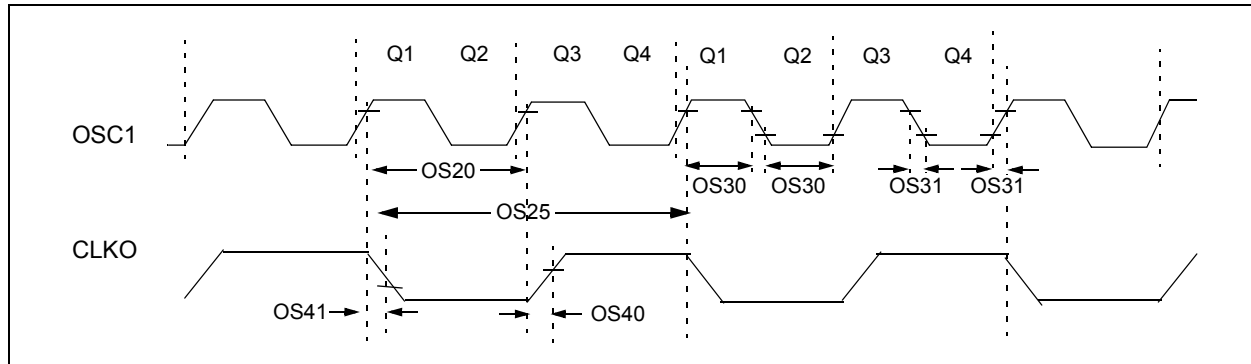 Q1 Q2 Q3 Q4 Q1 Q2 Q3 Q4
OSC1
OS20 OS30 OS30 OS31 OS31
OS25
CLKO
OS41 OS40